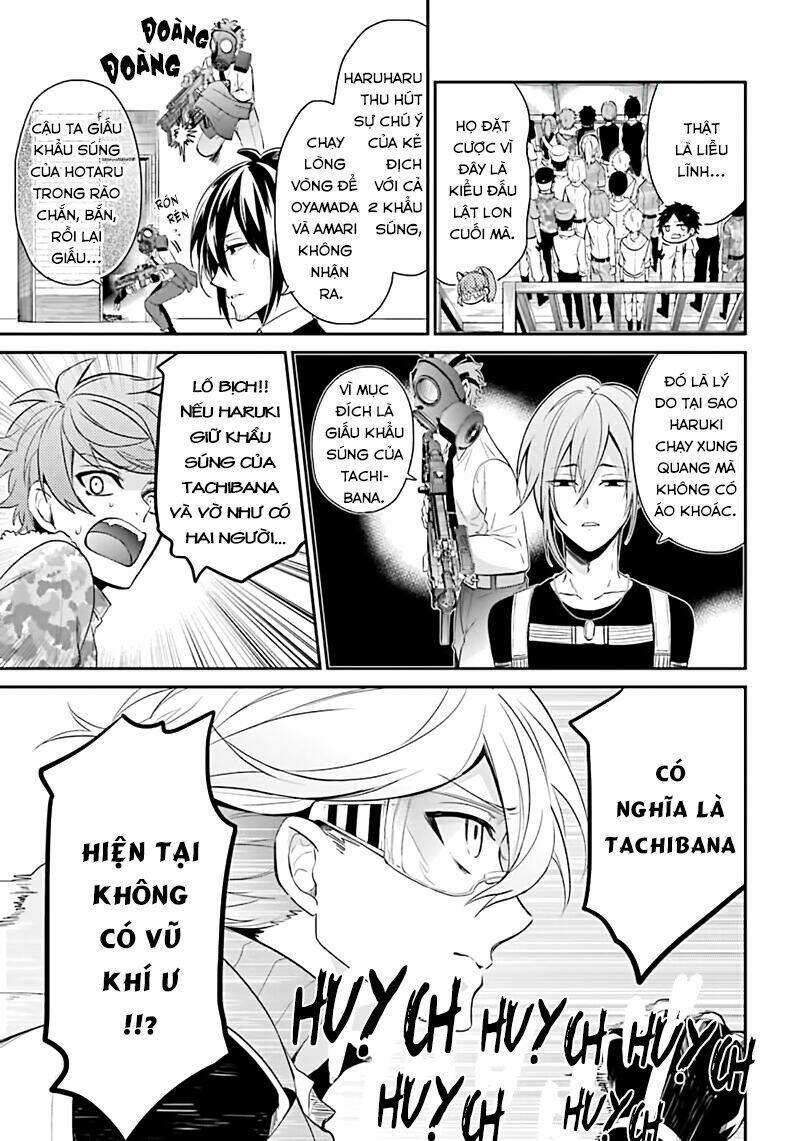 THẬT
LÀ LIỀU
LĨNH...
HỌ ĐẶT
CƯỢC VÌ
ĐÂY LÀ
KIỂU ĐẤU
LẬT LON
CUỐI MÀ.
HARUHARU
THU HÚT
SỰ CHÚ Ý
CỦA KẺ
ĐỊCH
VỚI CẢ
2 KHẨU
SÚNG,
CHẠY
LÒNG
VÒNG ĐỂ
OYAMADA
VÀ AMARI
KHÔNG
NHẬN
RA.
ĐOÀNG
ĐOÀNG
CẬU TA GIẤU
KHẨU SÚNG
CỦA HOTARU
TRONG RÀO
CHẮN, BẮN,
RỒI LẠI
GIẤU...
RÓN
RÉN
ĐÓ LÀ LÝ
DO TẠI SAO
HARUKI
CHẠY XUNG
QUANG MÀ
KHÔNG CÓ
ÁO KHOÁC.
VÌ MỤC
ĐÍCH LÀ
GIẤU KHẨU
SÚNG CỦA
TACHI-
BANA.
LỐ BỊCH!!
NẾU HARUKI
GIỮ KHẨU
SÚNG CỦA
TACHIBANA
VÀ VỜ NHƯ CÓ
HAI NGƯỜI...
CÓ
NGHĨA LÀ
TACHIBANA
HIỆN TẠI
KHÔNG
CÓ VŨ
KHÍ Ư
!!?
HUỴCH HUỴCH HUỴCH
HUỴCH HUỴCH